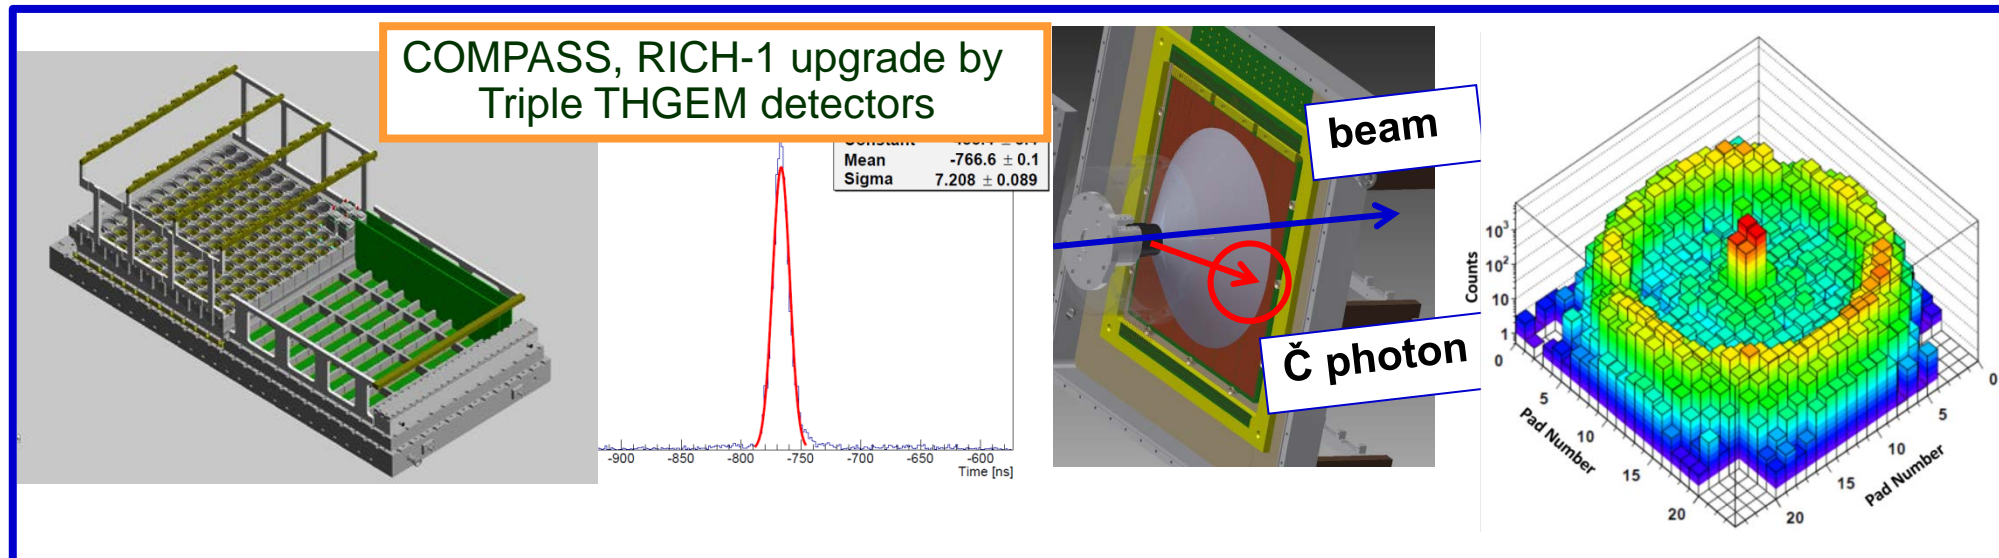 COMPASS, RICH-1 upgrade by
Triple THGEM detectors
Mean -766.6 ± 0.1
Sigma 7.208 ± 0.089
-900 -850 -800 -750 -700 -650 -600
Time [ns]
beam
Č photon
Counts
10³
10²
10
1
0
5
10
15
20
Pad Number
0
5
10
15
20
Pad Number